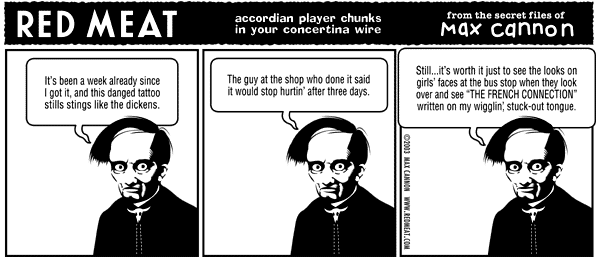 RED MEAT
accordian player chunks
in your concertina wire
from the secret files of
Max cannon
It's been a week already since
I got it, and this danged tattoo
stills stings like the dickens.
The guy at the shop who done it said
it would stop hurtin' after three days.
Still...it's worth it just to see the looks on
girls' faces at the bus stop when they look
over and see “THE FRENCH CONNECTION”
written on my wigglin', stuck-out tongue.
©2003 MAX CANNON WWW.REDMEAT.COM